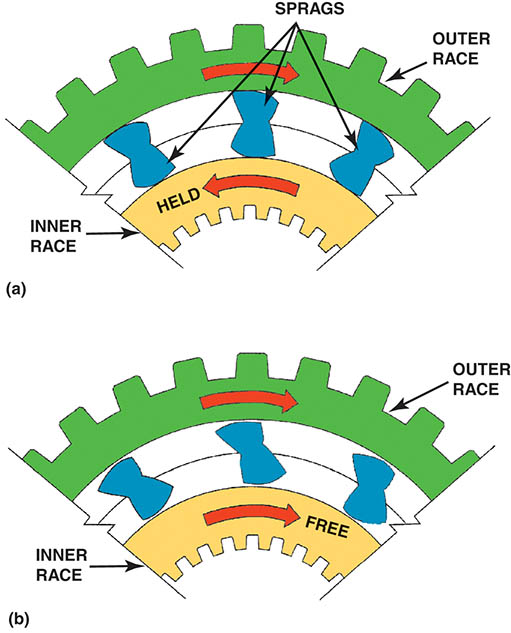 SPRAGS
OUTER
RACE
HELD
INNER
RACE
(a)
OUTER
RACE
FREE
INNER
RACE
(b)